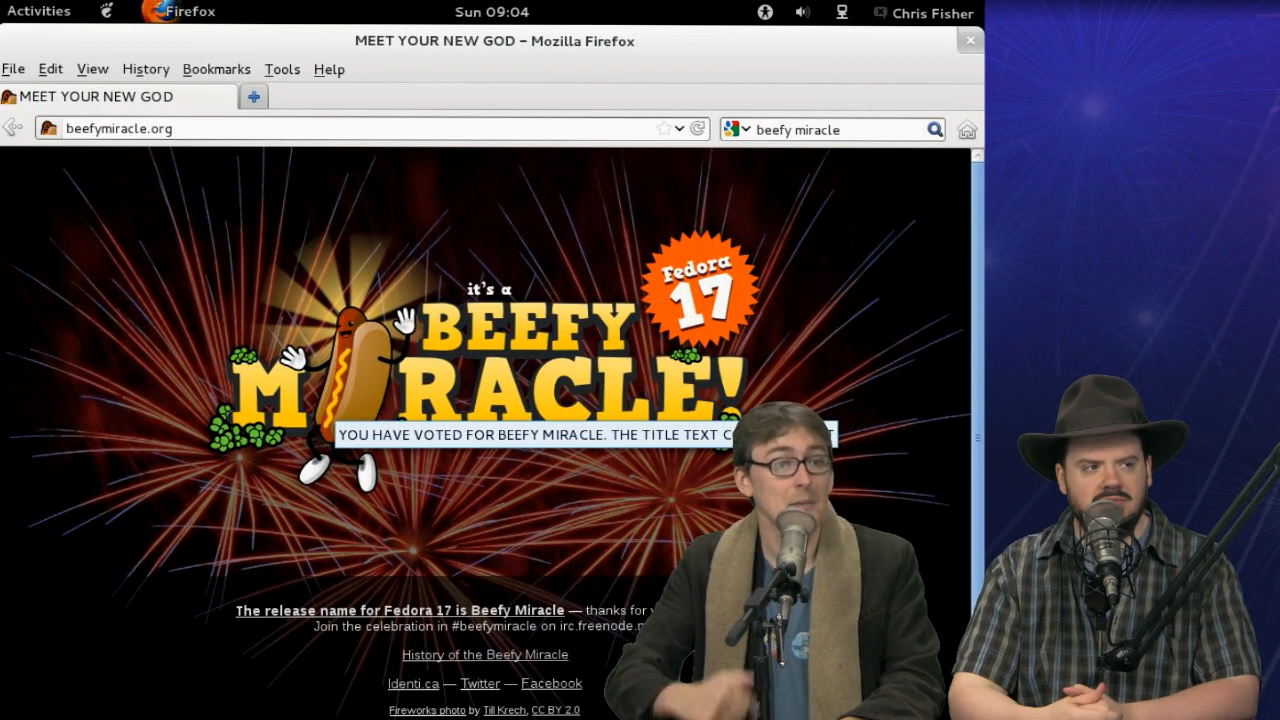 Activities Firefox Sun 09:04 Chris Fisher
MEET YOUR NEW GOD – Mozilla Firefox
File Edit View History Bookmarks Tools Help
MEET YOUR NEW GOD
beefymiracle.org beefy miracle
it's a
BEEFY
MIRACLE!
Fedora
17
YOU HAVE VOTED FOR BEEFY MIRACLE. THE TITLE TEXT
The release name for Fedora 17 is Beefy Miracle — thanks for
Join the celebration in #beefymiracle on
History of the Beefy Miracle
Identi.ca — Twitter — Facebook
Fireworks photo by Till Krech, CC BY 2.0